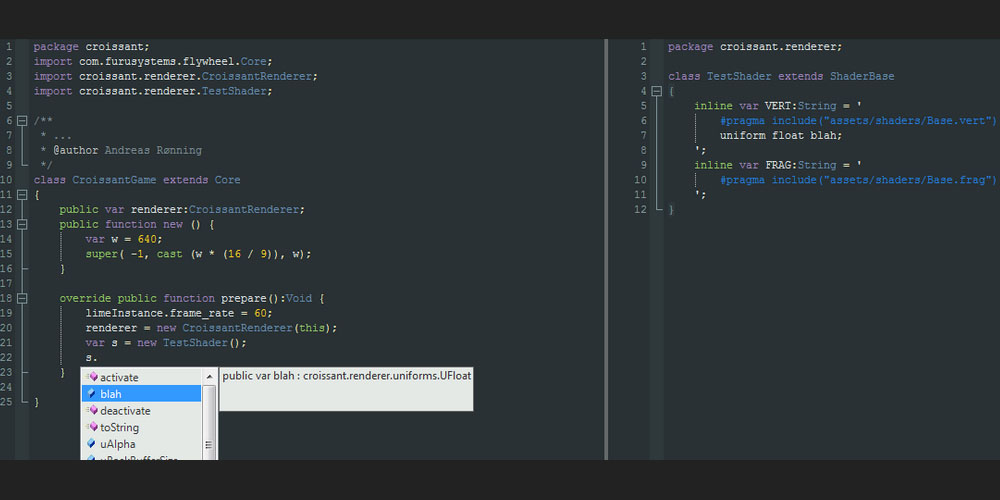 1 package croissant;
2 import com.furusystems.flywheel.Core;
3 import croissant.renderer.CroissantRenderer;
4 import croissant.renderer.TestShader;
5
6 /**
7 * ...
8 * @author Andreas Rønning
9 */
10 class CroissantGame extends Core
11 {
12 public var renderer:CroissantRenderer;
13 public function new () {
14 var w = 640;
15 super( -1, cast (w * (16 / 9)), w);
16 }
17
18 override public function prepare():Void {
19 limeInstance.frame_rate = 60;
20 renderer = new CroissantRenderer(this);
21 var s = new TestShader();
22 s.
23 }
24
25 }
activate
blah
deactivate
toString
uAlpha
public var blah : croissant.renderer.uniforms.UFloat
1 package croissant.renderer;
2
3 class TestShader extends ShaderBase
4 {
5 inline var VERT:String = '
6 #pragma include("assets/shaders/Base.vert")
7 uniform float blah;
8 ';
9 inline var FRAG:String = '
10 #pragma include("assets/shaders/Base.frag")
11 ';
12 }